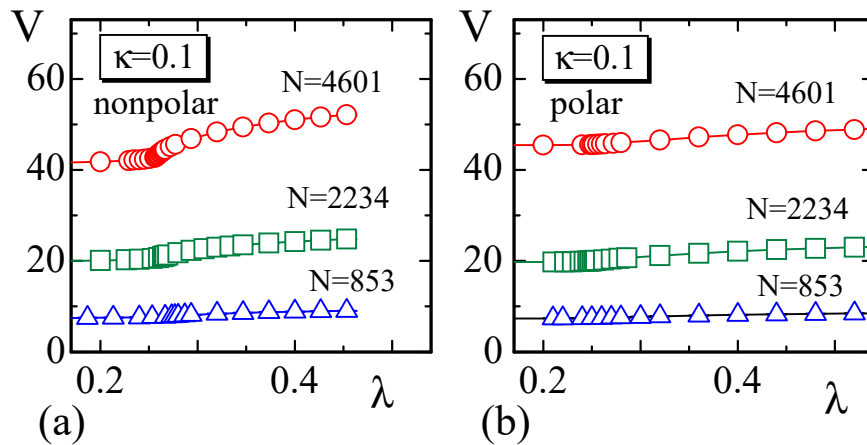 V
60
40
20
0
κ=0.1
nonpolar
N=4601
N=2234
N=853
0.2
0.4
λ
(a)
V
60
40
20
0
κ=0.1
polar
N=4601
N=2234
N=853
0.2
0.4
λ
(b)